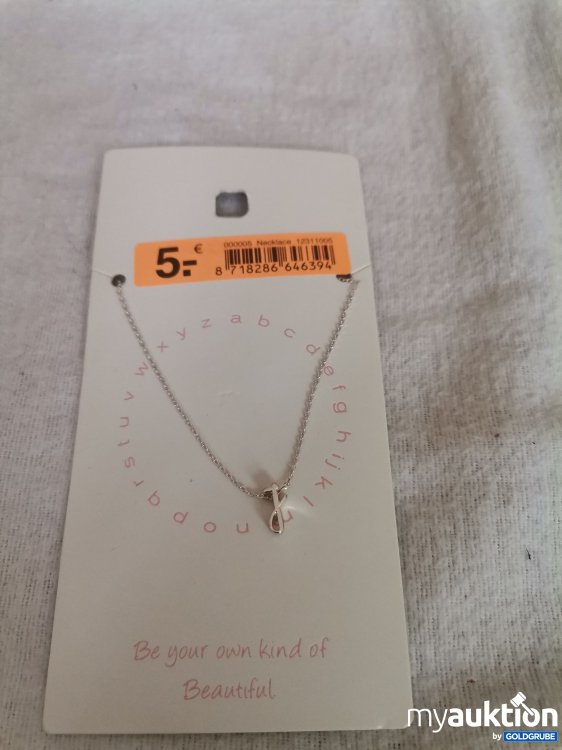 5.- €
000005 Necklace 12311005
8 718286 646394
a b c d e f g h i j k l n o p q r s t u v w x y z
Be your own kind of
Beautiful
myauktion
by GOLDGRUBE